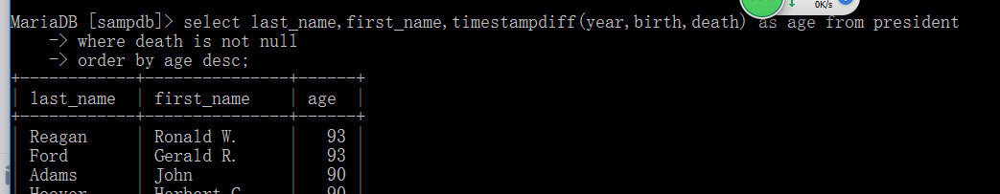 0K/s
MariaDB [sampdb]> select last_name,first_name,timestampdiff(year,birth,death) as age from president
-> where death is not null
-> order by age desc;
+------------+---------------+------+
| last_name | first_name | age |
+------------+---------------+------+
| Reagan | Ronald W. | 93 |
| Ford | Gerald R. | 93 |
| Adams | John | 90 |
| Hoover | Herbert C. | 90 |